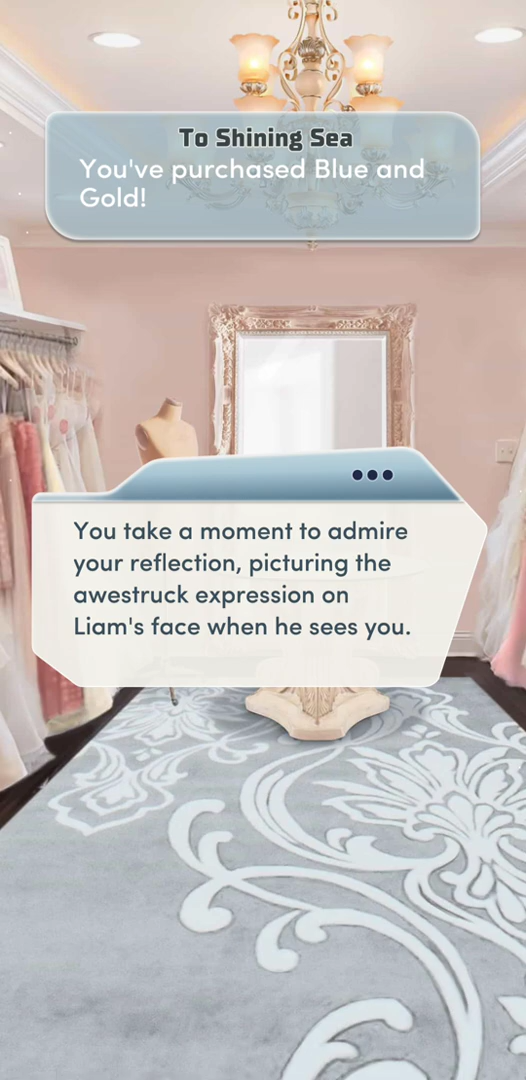 To Shining Sea
You've purchased Blue and
Gold!
You take a moment to admire
your reflection, picturing the
awestruck expression on
Liam's face when he sees you.